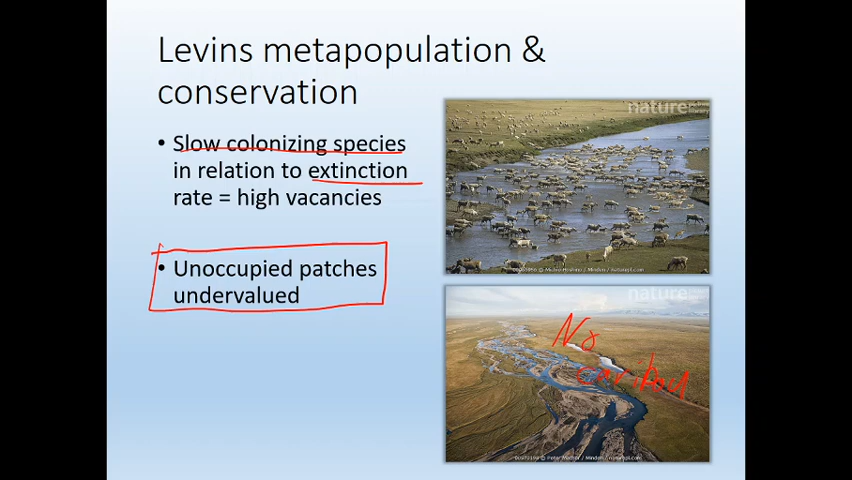 Levins metapopulation &
conservation
• Slow colonizing species
in relation to extinction
rate = high vacancies
• Unoccupied patches
undervalued
nature
nature
No
caribou